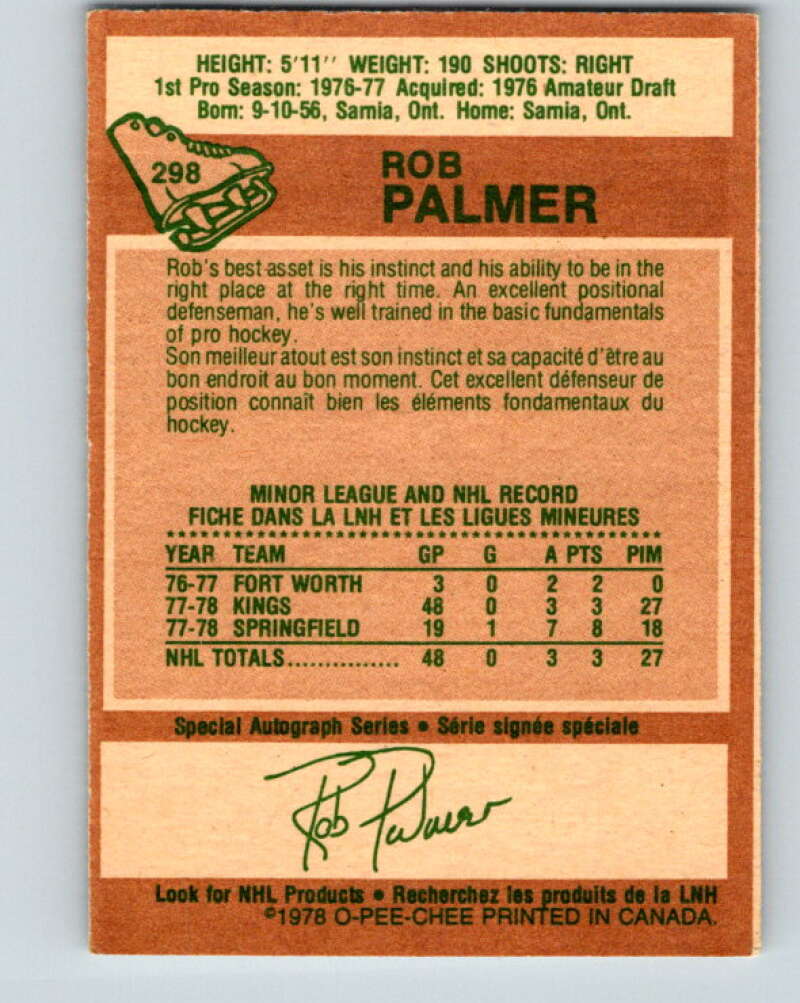 HEIGHT: 5'11" WEIGHT: 190 SHOOTS: RIGHT
1st Pro Season: 1976-77 Acquired: 1976 Amateur Draft
Born: 9-10-56, Sarnia, Ont. Home: Sarnia, Ont.
298
ROB
PALMER
Rob's best asset is his instinct and his ability to be in the
right place at the right time. An excellent positional
defenseman, he's well trained in the basic fundamentals
of pro hockey.
Son meilleur atout est son instinct et sa capacité d'être au
bon endroit au bon moment. Cet excellent défenseur de
position connaît bien les éléments fondamentaux du
hockey.
MINOR LEAGUE AND NHL RECORD
FICHE DANS LA LNH ET LES LIGUES MINEURES
YEAR TEAM GP G A PTS PIM
76-77 FORT WORTH 3 0 2 2 0
77-78 KINGS 48 0 3 3 27
77-78 SPRINGFIELD 19 1 7 8 18
NHL TOTALS............... 48 0 3 3 27
Special Autograph Series • Série signée spéciale
Rob Palmer
Look for NHL Products • Recherchez les produits de la LNH
©1978 O-PEE-CHEE PRINTED IN CANADA.